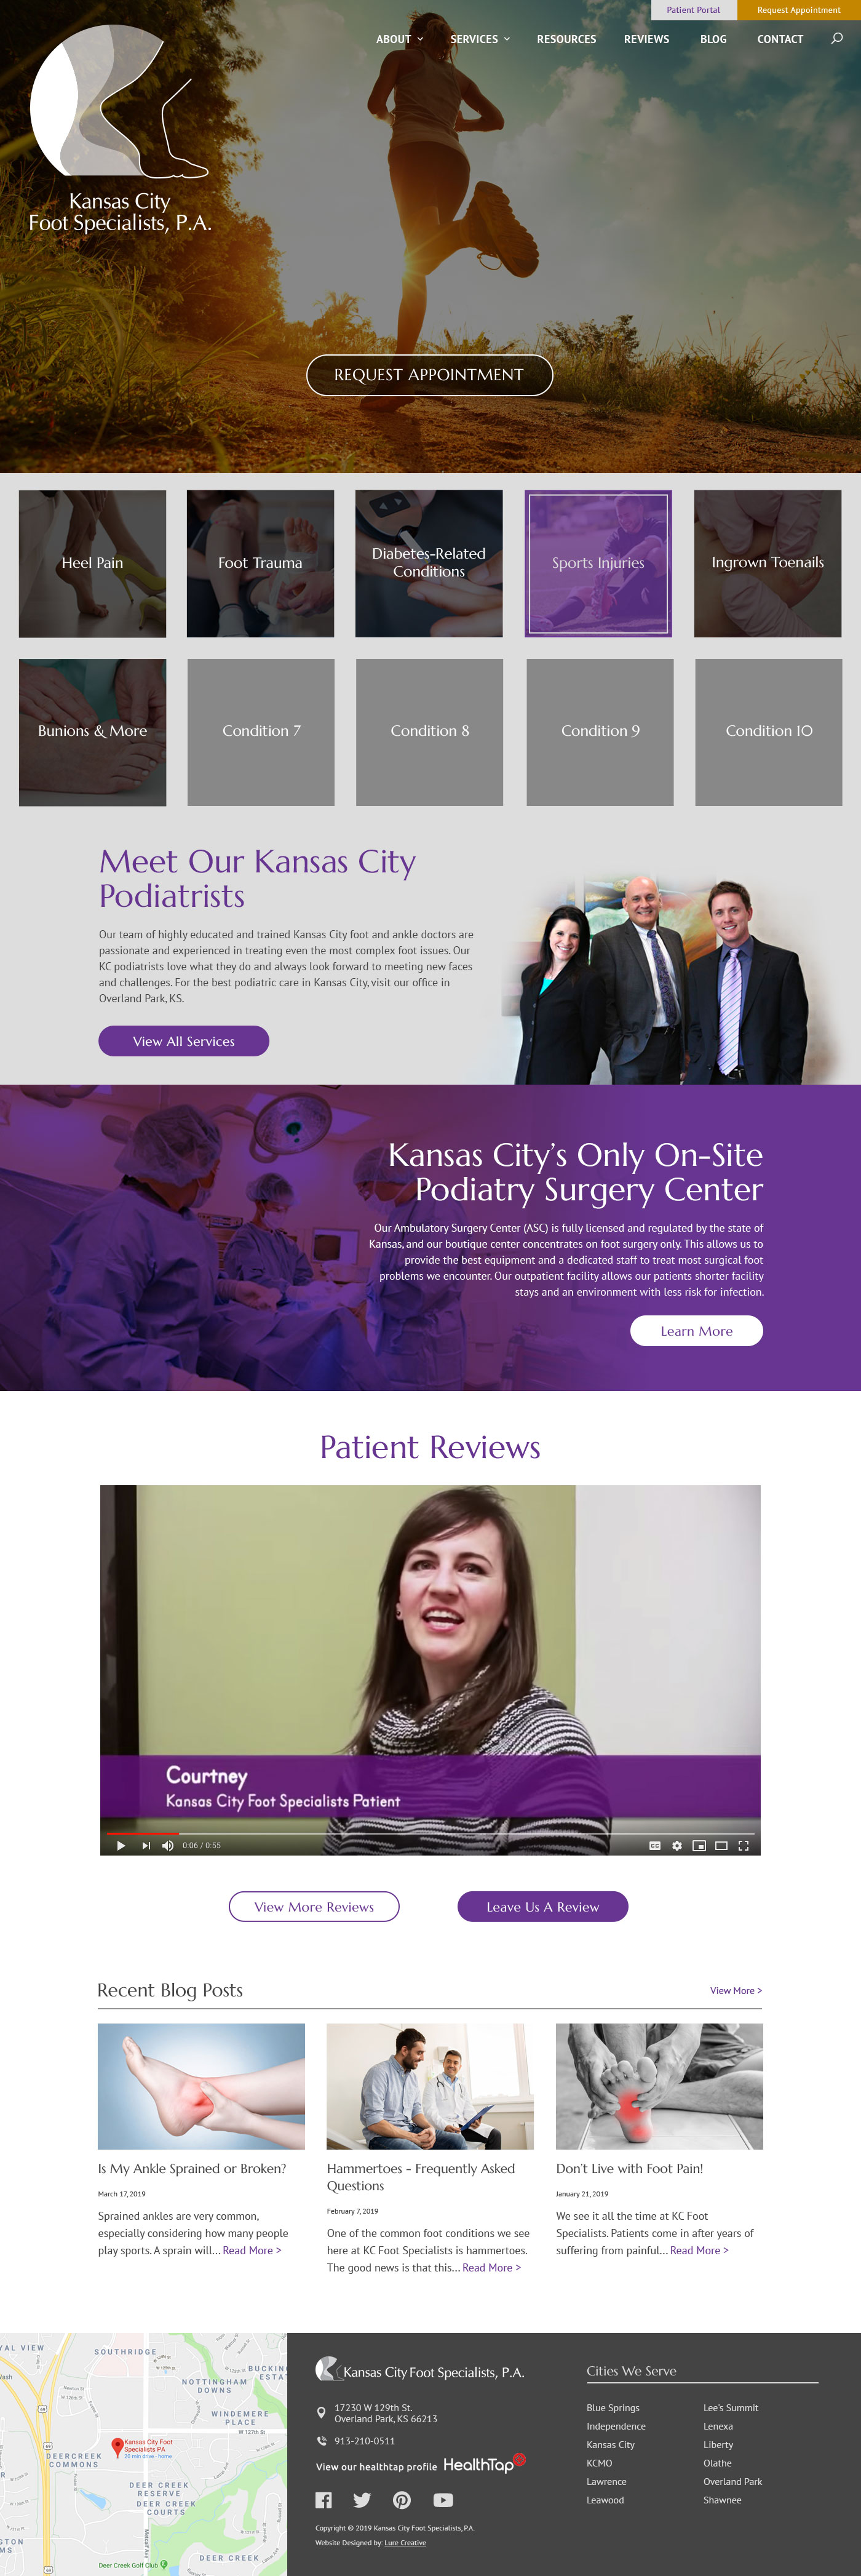 Patient Portal
Request Appointment
ABOUT
SERVICES
RESOURCES
REVIEWS
BLOG
CONTACT
Kansas City
Foot Specialists, P.A.
REQUEST APPOINTMENT
Heel Pain
Foot Trauma
Diabetes-Related
Conditions
Sports Injuries
Ingrown Toenails
Bunions & More
Condition 7
Condition 8
Condition 9
Condition 10
Meet Our Kansas City
Podiatrists
Our team of highly educated and trained Kansas City foot and ankle doctors are
passionate and experienced in treating even the most complex foot issues. Our
KC podiatrists love what they do and always look forward to meeting new faces
and challenges. For the best podiatric care in Kansas City, visit our office in
Overland Park, KS.
View All Services
Kansas City's Only On-Site
Podiatry Surgery Center
Our Ambulatory Surgery Center (ASC) is fully licensed and regulated by the state of
Kansas, and our boutique center concentrates on foot surgery only. This allows us to
provide the best equipment and a dedicated staff to treat most surgical foot
problems we encounter. Our outpatient facility allows our patients shorter facility
stays and an environment with less risk for infection.
Learn More
Patient Reviews
Courtney
Kansas City Foot Specialists Patient
0:06 / 0:55
CC
View More Reviews
Leave Us A Review
Recent Blog Posts
View More >
Is My Ankle Sprained or Broken?
March 17, 2019
Sprained ankles are very common,
especially considering how many people
play sports. A sprain will... Read More >
Hammertoes - Frequently Asked
Questions
February 7, 2019
One of the common foot conditions we see
here at KC Foot Specialists is hammertoes.
The good news is that this... Read More >
Don't Live with Foot Pain!
January 21, 2019
We see it all the time at KC Foot
Specialists. Patients come in after years of
suffering from painful... Read More >
YAL VIEW
SOUTHRIDGE
NOTTINGHAM
DOWNS
BUCKING
ESTAT
WINDEMERE
PLACE
W 127th St
Kansas City Foot
Specialists PA
20 min drive - home
DEERCREEK
COMMONS
DEER CREEK
RESERVE
DEER CREEK
COURTS
Metcalf Ave
Deer Creek Golf Club
DEER CREEK
69
69
69
Kansas City Foot Specialists, P.A.
17230 W 129th St.
Overland Park, KS 66213
913-210-0511
View our healthtap profile HealthTap
Copyright © 2019 Kansas City Foot Specialists, P.A.
Website Designed by: Lure Creative
Cities We Serve
Blue Springs
Independence
Kansas City
KCMO
Lawrence
Leawood
Lee's Summit
Lenexa
Liberty
Olathe
Overland Park
Shawnee